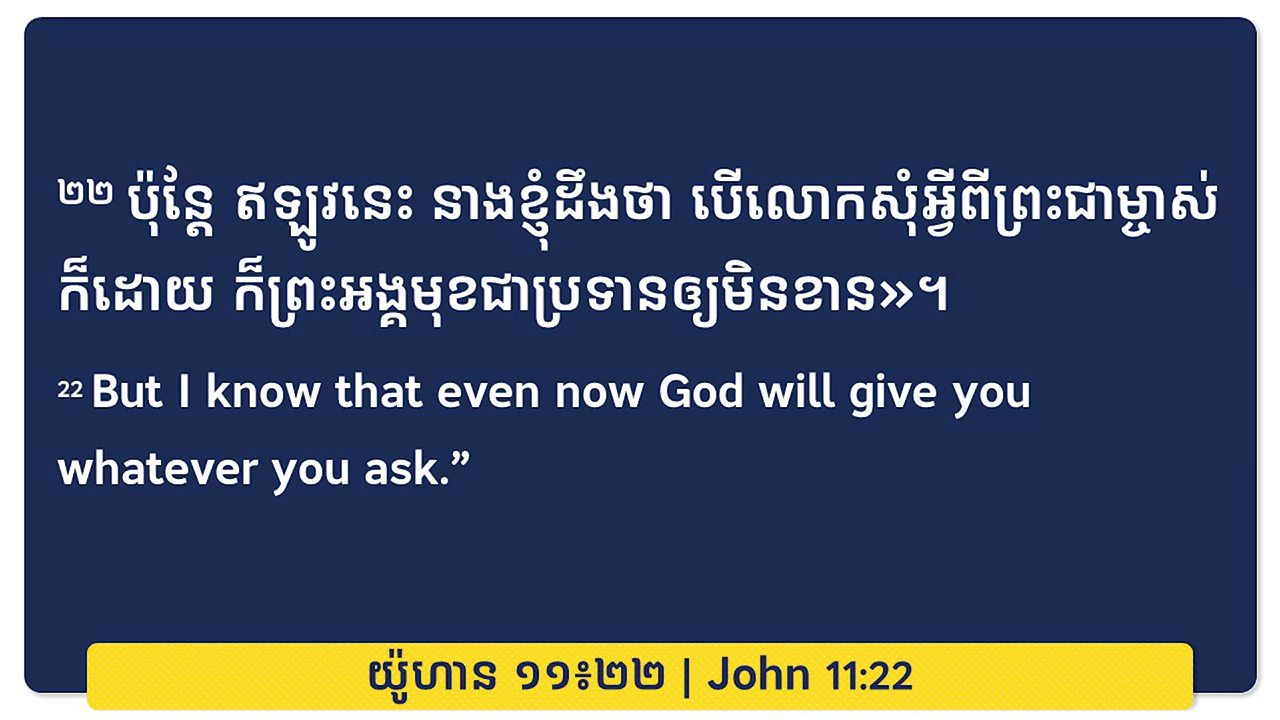 ២២ ប៉ុន្តែ ឥឡូវនេះ នាងខ្ញុំដឹងថា បើលោកសុំអ្វីពីព្រះជាម្ចាស់
ក៏ដោយ ក៏ព្រះអង្គមុខជាប្រទានឲ្យមិនខាន»។
22 But I know that even now God will give you
whatever you ask.”
យ៉ូហាន ១១៖២២ | John 11:22